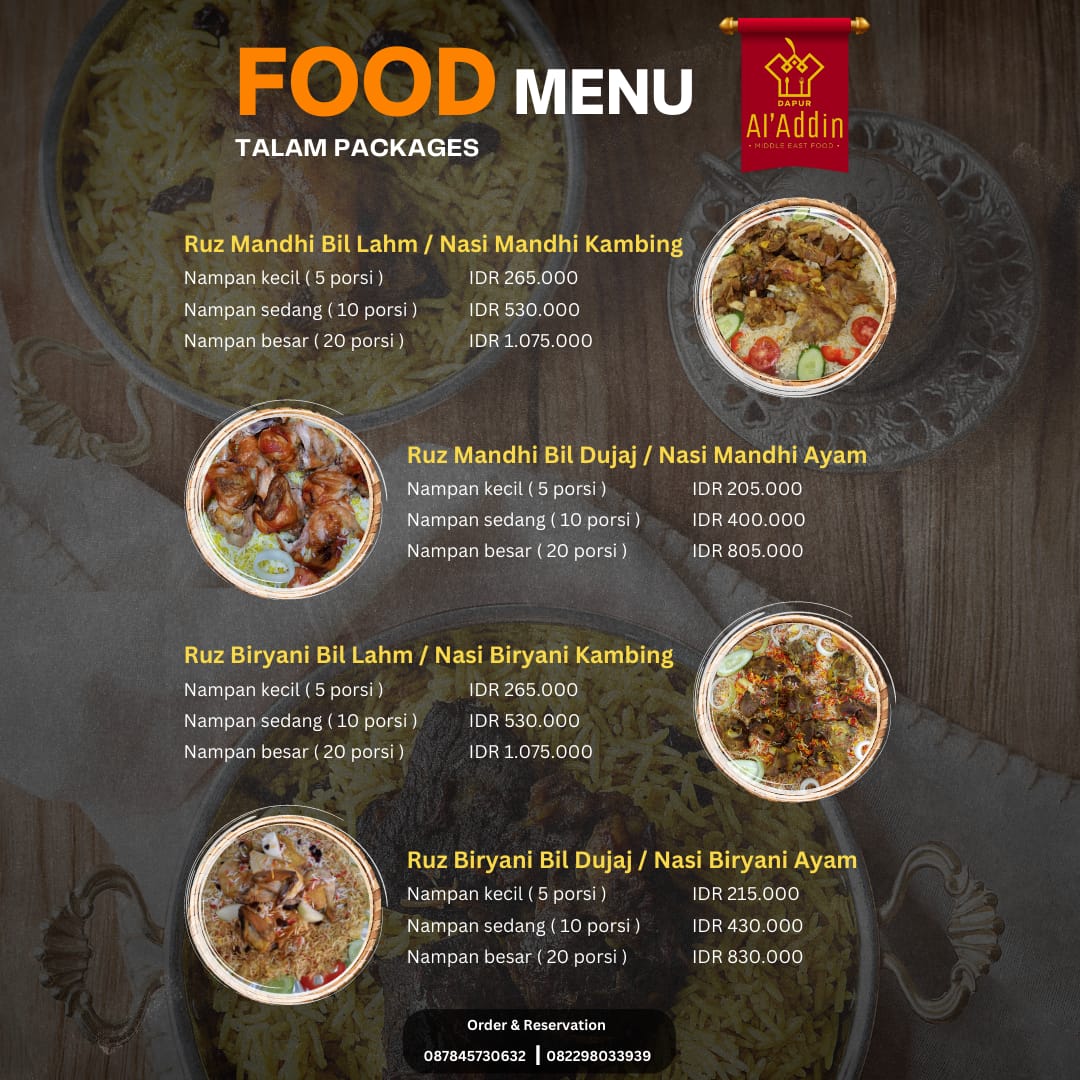 FOOD MENU
TALAM PACKAGES
DAPUR
Al'Addin
• MIDDLE EAST FOOD •
Ruz Mandhi Bil Lahm / Nasi Mandhi Kambing
Nampan kecil ( 5 porsi ) IDR 265.000
Nampan sedang ( 10 porsi ) IDR 530.000
Nampan besar ( 20 porsi ) IDR 1.075.000
Ruz Mandhi Bil Dujaj / Nasi Mandhi Ayam
Nampan kecil ( 5 porsi ) IDR 205.000
Nampan sedang ( 10 porsi ) IDR 400.000
Nampan besar ( 20 porsi ) IDR 805.000
Ruz Biryani Bil Lahm / Nasi Biryani Kambing
Nampan kecil ( 5 porsi ) IDR 265.000
Nampan sedang ( 10 porsi ) IDR 530.000
Nampan besar ( 20 porsi ) IDR 1.075.000
Ruz Biryani Bil Dujaj / Nasi Biryani Ayam
Nampan kecil ( 5 porsi ) IDR 215.000
Nampan sedang ( 10 porsi ) IDR 430.000
Nampan besar ( 20 porsi ) IDR 830.000
Order & Reservation
087845730632 | 082298033939